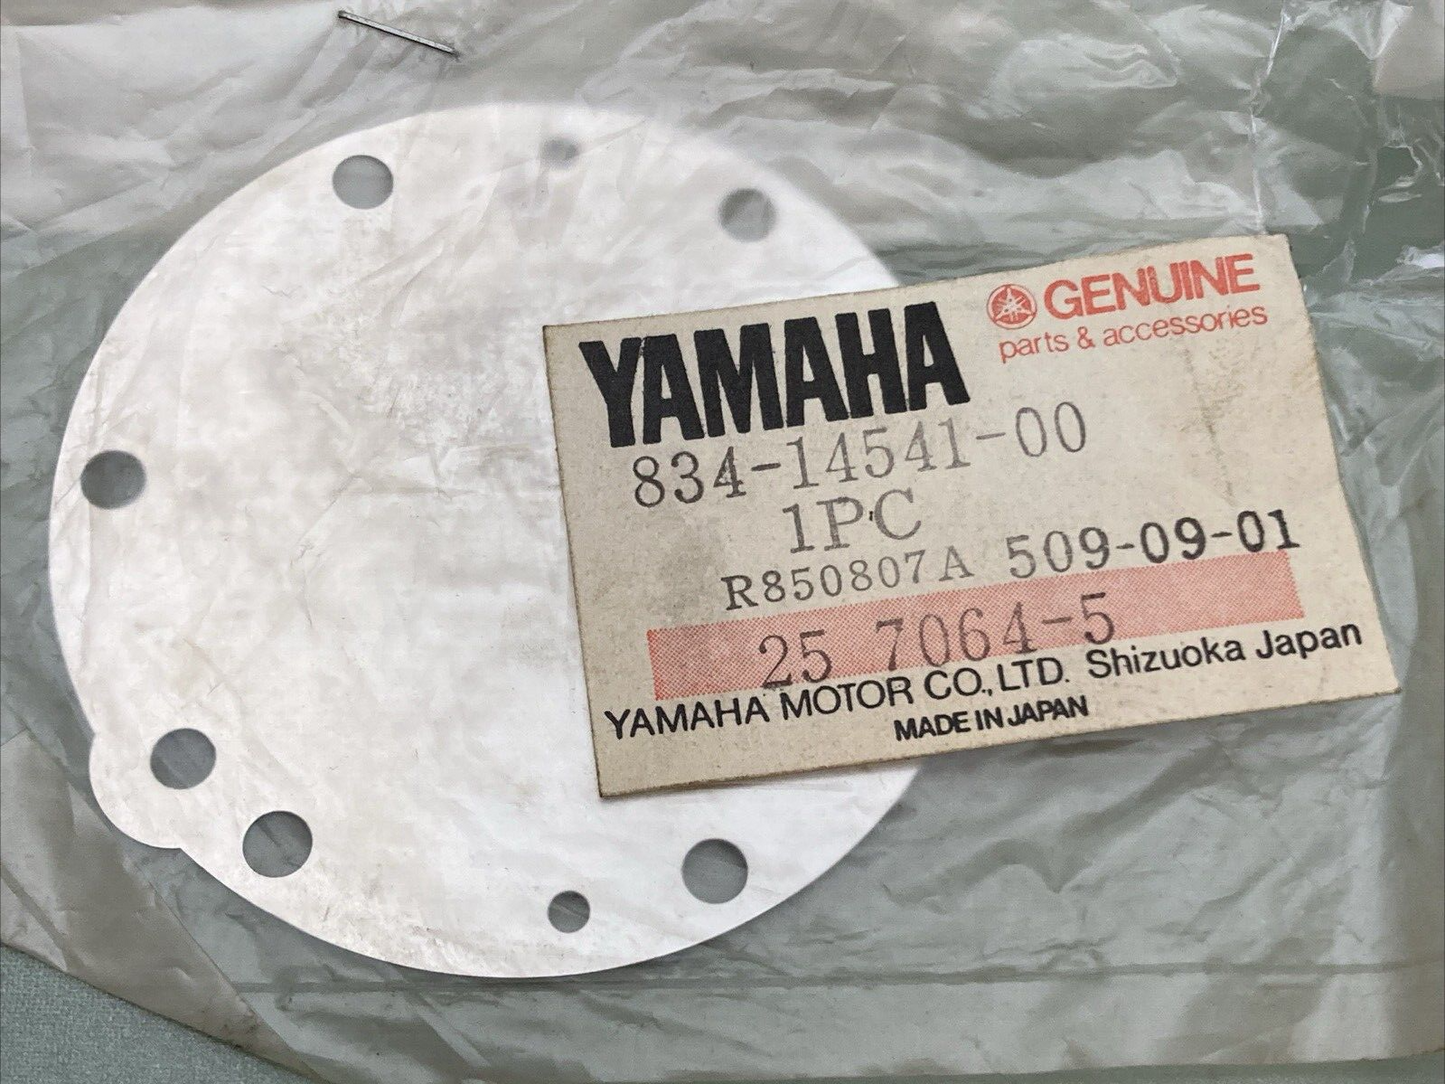 YAMAHA
GENUINE
parts & accessories
834-14541-00
1PC
R850807A 509-09-01
25 7064-5
YAMAHA MOTOR CO., LTD. Shizuoka Japan
MADE IN JAPAN